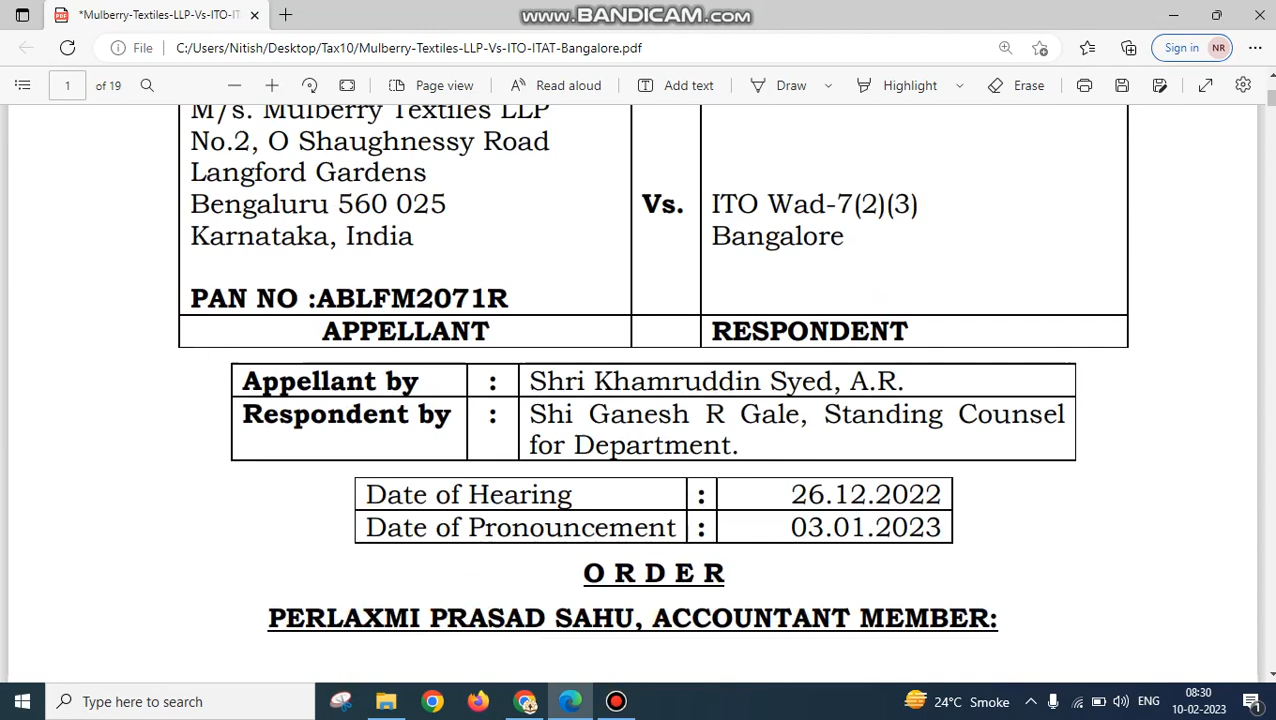 *Mulberry-Textiles-LLP-Vs-ITO-IT
www.BANDICAM.com
File C:/Users/Nitish/Desktop/Tax10/Mulberry-Textiles-LLP-Vs-ITO-ITAT-Bangalore.pdf Sign in NR
1 of 19 Page view Read aloud Add text Draw Highlight Erase
M/s. Mulberry Textiles LLP
No.2, O Shaughnessy Road
Langford Gardens
Bengaluru 560 025
Karnataka, India
PAN NO :ABLFM2071R
Vs.
ITO Wad-7(2)(3)
Bangalore
APPELLANT RESPONDENT
Appellant by : Shri Khamruddin Syed, A.R.
Respondent by : Shi Ganesh R Gale, Standing Counsel
for Department.
Date of Hearing : 26.12.2022
Date of Pronouncement : 03.01.2023
O R D E R
PERLAXMI PRASAD SAHU, ACCOUNTANT MEMBER:
Type here to search 24°C Smoke ENG 08:30
10-02-2023 1